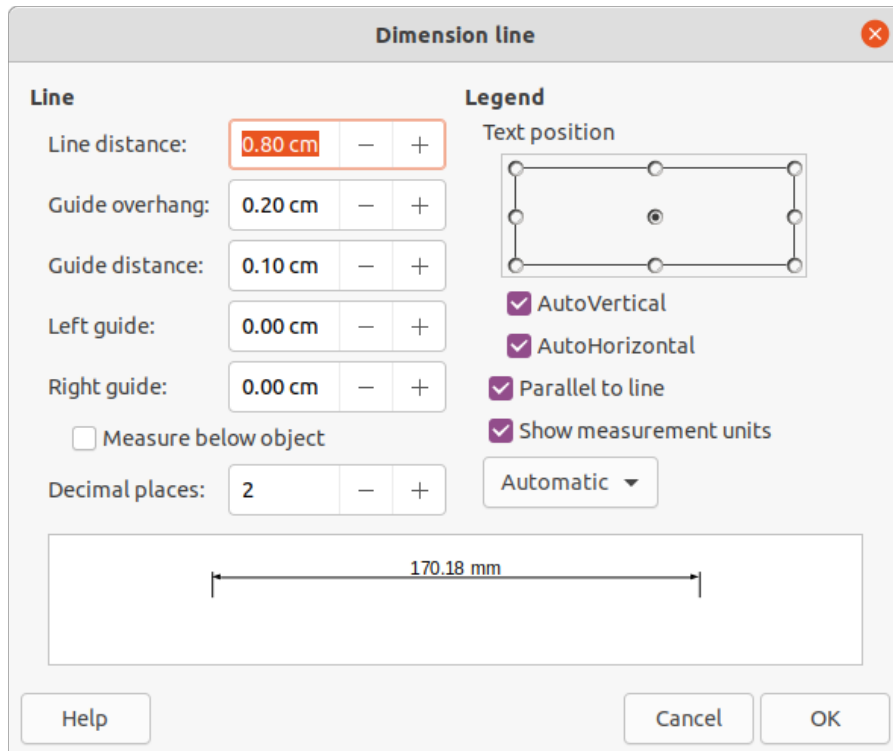 Dimension line
Line
Line distance: 0.80 cm
Guide overhang: 0.20 cm
Guide distance: 0.10 cm
Left guide: 0.00 cm
Right guide: 0.00 cm
Measure below object
Decimal places: 2
Legend
Text position
AutoVertical
AutoHorizontal
Parallel to line
Show measurement units
Automatic
170.18 mm
Help
Cancel
OK